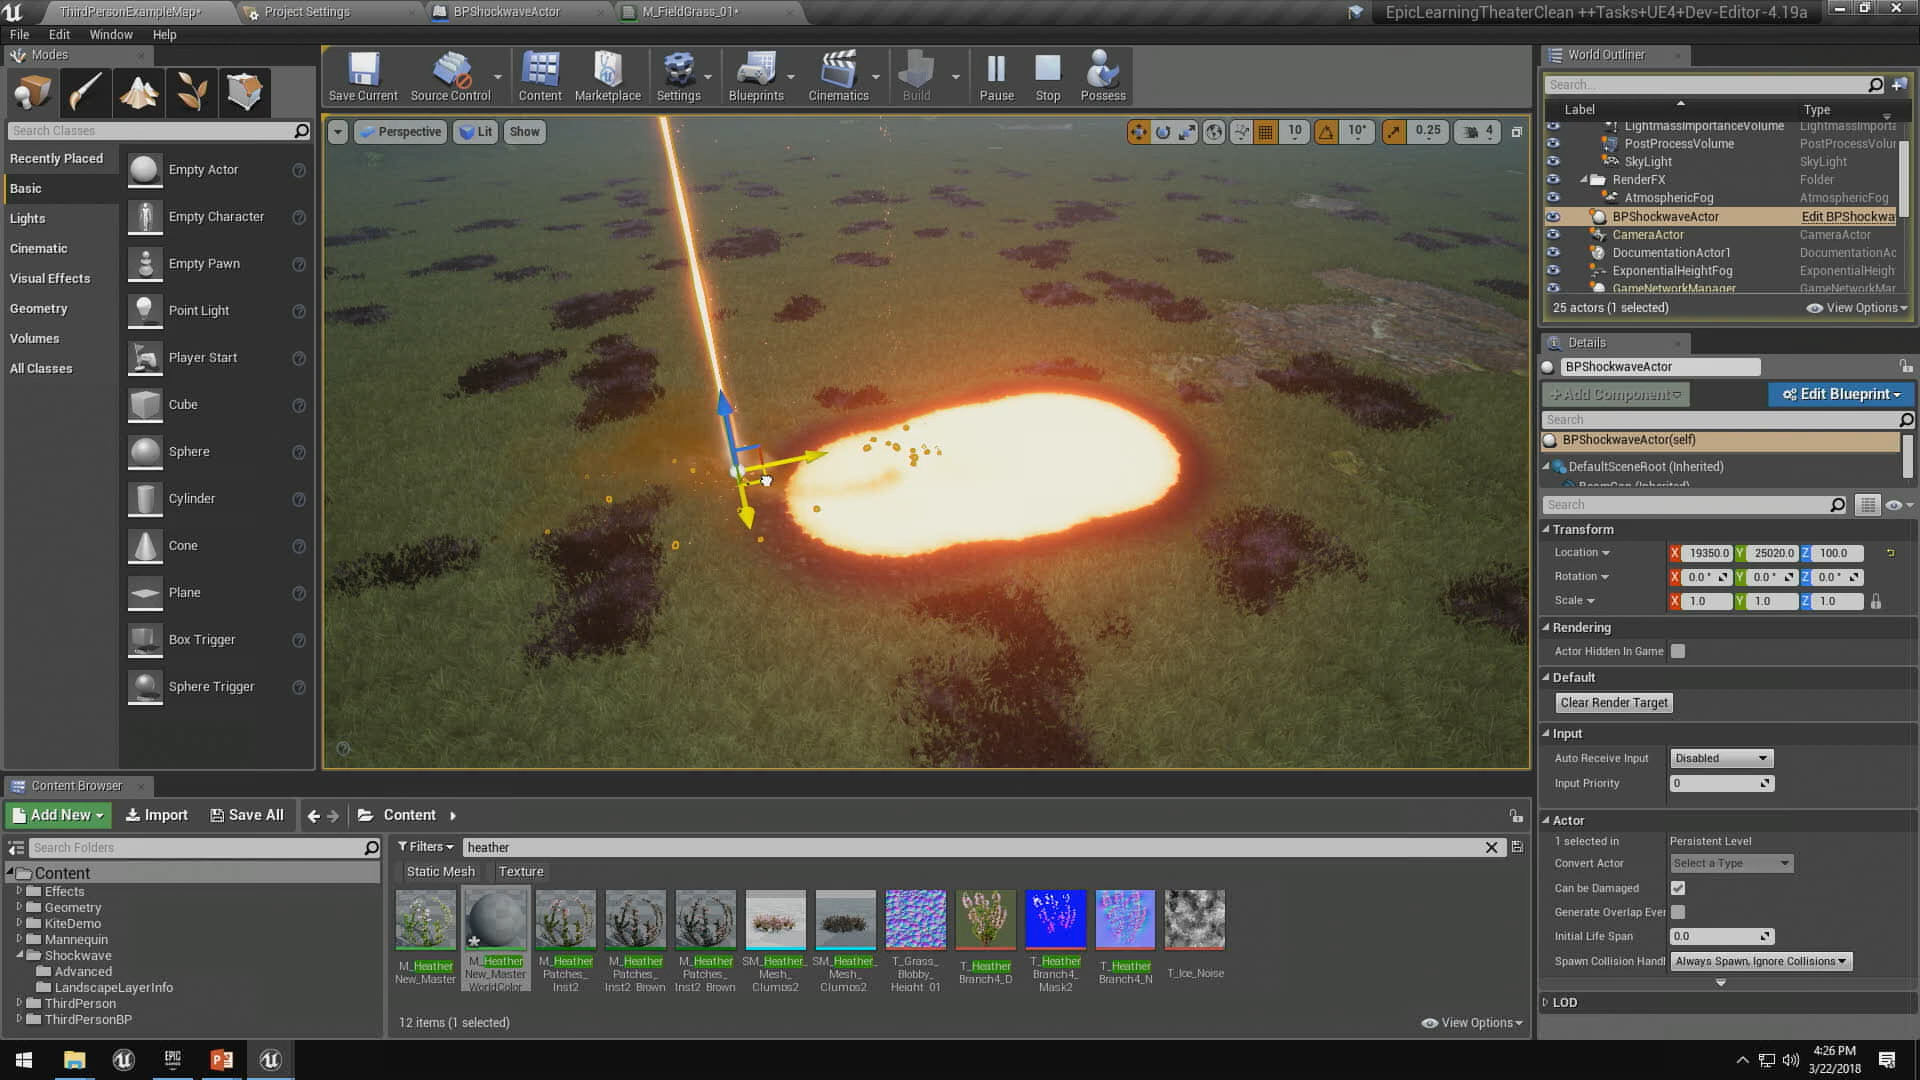 ThirdPersonExampleMap*
Project Settings
BPShockwaveActor
M_FieldGrass_01*
EpicLearningTheaterClean ++Tasks+UE4+Dev-Editor-4.19a
File Edit Window Help
Modes
Search Classes
Recently Placed
Basic
Lights
Cinematic
Visual Effects
Geometry
Volumes
All Classes
Empty Actor
Empty Character
Empty Pawn
Point Light
Player Start
Cube
Sphere
Cylinder
Cone
Plane
Box Trigger
Sphere Trigger
Save Current
Source Control
Content
Marketplace
Settings
Blueprints
Cinematics
Build
Pause
Stop
Possess
Perspective
Lit
Show
10
10°
0.25
4
World Outliner
Search...
Label
Type
LightmassImportanceVolume LightmassImporta
PostProcessVolume PostProcessVolu
SkyLight SkyLight
RenderFX Folder
AtmosphericFog AtmosphericFog
BPShockwaveActor Edit BPShockwa
CameraActor CameraActor
DocumentationActor1 DocumentationAc
ExponentialHeightFog ExponentialHeigh
GameNetworkManager GameNetworkMar
25 actors (1 selected)
View Options
Details
BPShockwaveActor
+ Add Component
Edit Blueprint
Search
BPShockwaveActor(self)
DefaultSceneRoot (Inherited)
Search
Transform
Location X 19350.0 Y 25020.0 Z 100.0
Rotation X 0.0 ° Y 0.0 ° Z 0.0 °
Scale X 1.0 Y 1.0 Z 1.0
Rendering
Actor Hidden In Game
Default
Clear Render Target
Input
Auto Receive Input Disabled
Input Priority 0
Actor
1 selected in Persistent Level
Convert Actor Select a Type
Can be Damaged
Generate Overlap Ever
Initial Life Span 0.0
Spawn Collision Handl Always Spawn, Ignore Collisions
LOD
Content Browser
Add New
Import
Save All
Content
Search Folders
Content
Effects
Geometry
KiteDemo
Mannequin
Shockwave
Advanced
LandscapeLayerInfo
ThirdPerson
ThirdPersonBP
Filters
heather
Static Mesh
Texture
M_Heather
New_Master
M_Heather
New_Master
WorldColor
M_Heather
Patches_
Inst2
M_Heather
Patches_
Inst2_Brown
M_Heather
Patches_
Inst2_Brown
SM_Heather
Mesh_
Clumps2
SM_Heather
Mesh_
Clumps2
T_Grass_
Blobby_
Height_01
T_Heather
Branch4_D
T_Heather
Branch4_
Mask2
T_Heather
Branch4_N
T_Ice_Noise
12 items (1 selected)
View Options
EPIC
GAMES
4:26 PM
3/22/2018